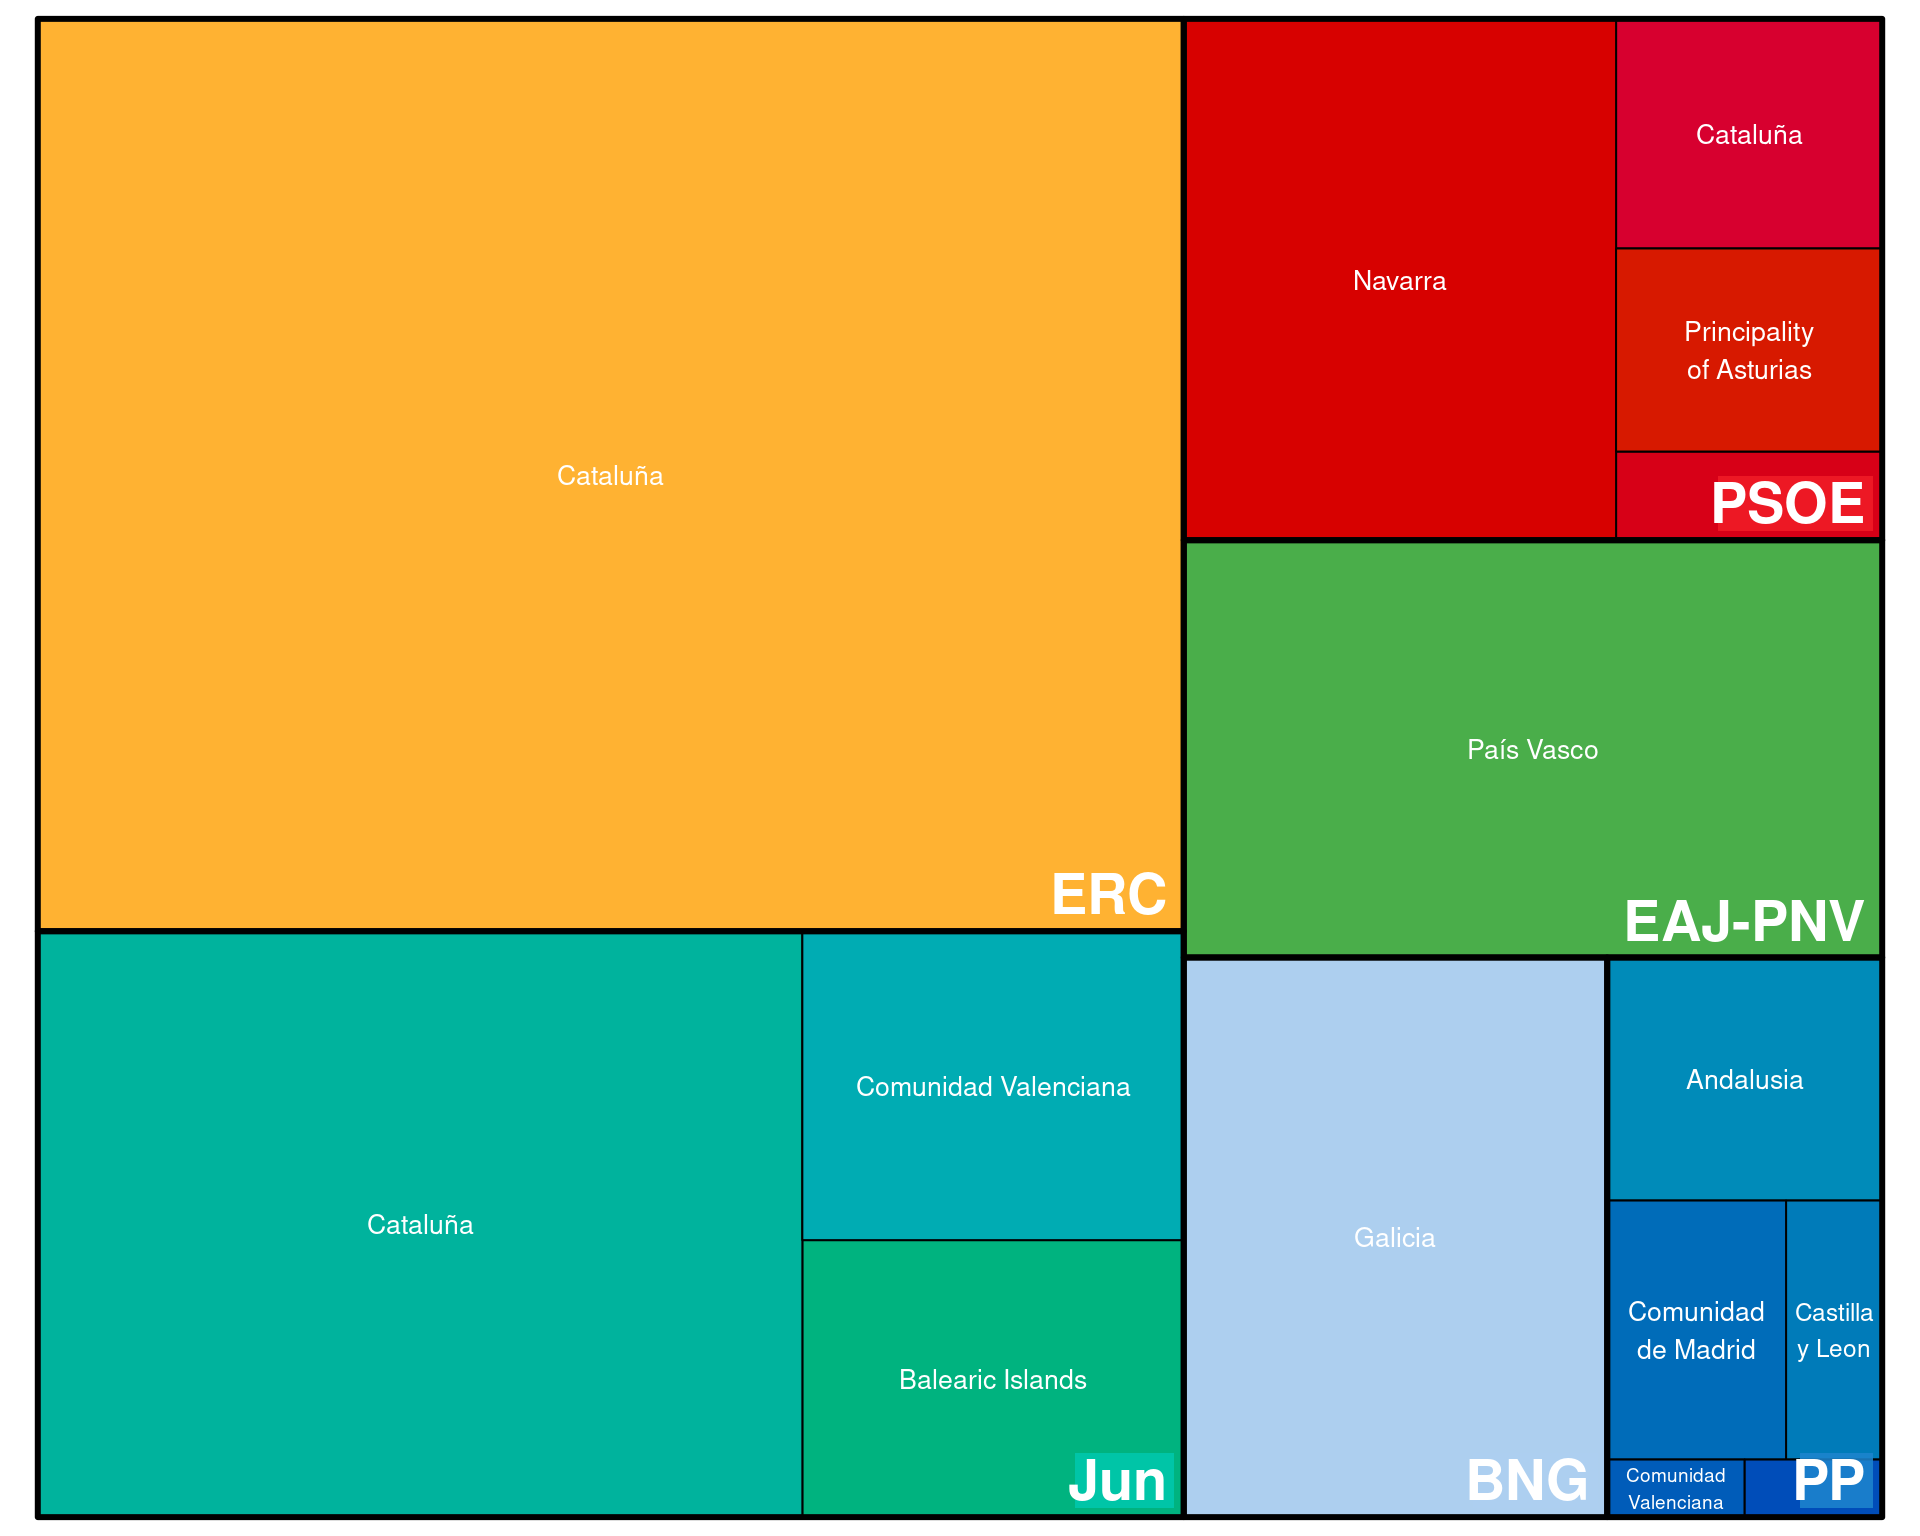 Cataluña
ERC
Cataluña
Comunidad Valenciana
Balearic Islands
Jun
Navarra
Cataluña
Principality
of Asturias
PSOE
País Vasco
EAJ-PNV
Galicia
BNG
Andalusia
Comunidad
de Madrid
Castilla
y Leon
Comunidad
Valenciana
PP